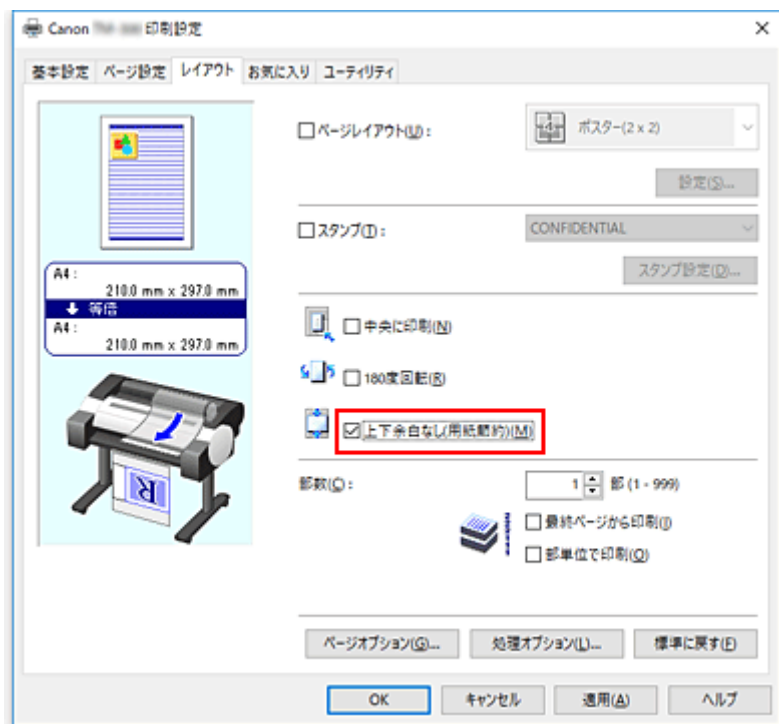 Canon 印刷設定
基本設定 ページ設定 レイアウト お気に入り ユーティリティ
A4 :
210.0 mm x 297.0 mm
等倍
A4 :
210.0 mm x 297.0 mm
R
ページレイアウト(U) :
ポスター(2 x 2)
設定(S)...
スタンプ(T) :
CONFIDENTIAL
スタンプ設定(D)...
中央に印刷(N)
180度回転(R)
上下余白なし(用紙節約)(M)
部数(C) :
1 部 (1 - 999)
最終ページから印刷(I)
部単位で印刷(O)
ページオプション(G)... 処理オプション(L)... 標準に戻す(F)
OK キャンセル 適用(A) ヘルプ